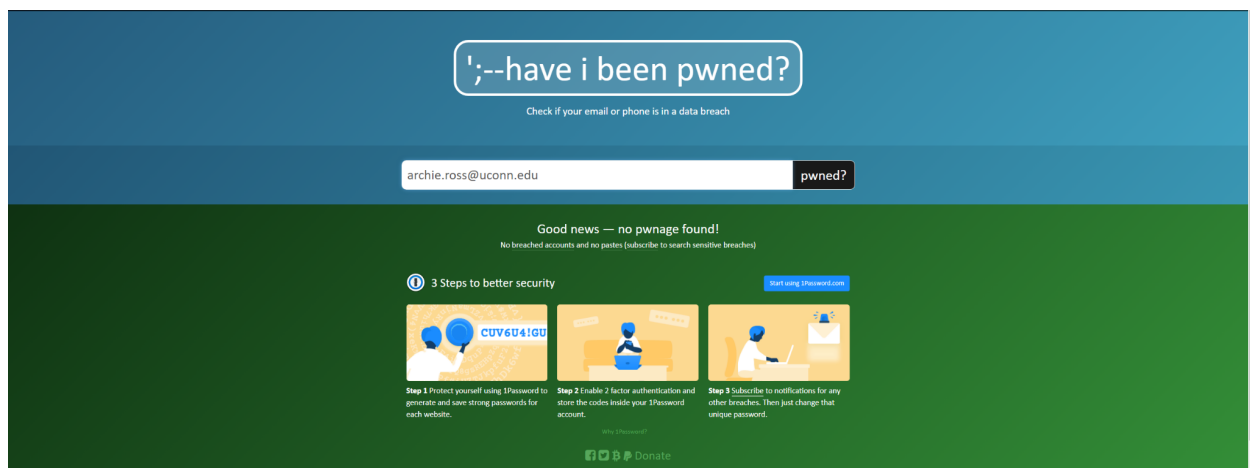 ';--have i been pwned?
Check if your email or phone is in a data breach
archie.ross@uconn.edu
pwned?
Good news — no pwnage found!
No breached accounts and no pastes (subscribe to search sensitive breaches)
3 Steps to better security
Start using 1Password.com
CUV6U4!GU
Step 1 Protect yourself using 1Password to
generate and save strong passwords for
each website.
Step 2 Enable 2 factor authentication and
store the codes inside your 1Password
account.
Step 3 Subscribe to notifications for any
other breaches. Then just change that
unique password.
Why 1Password?
Donate